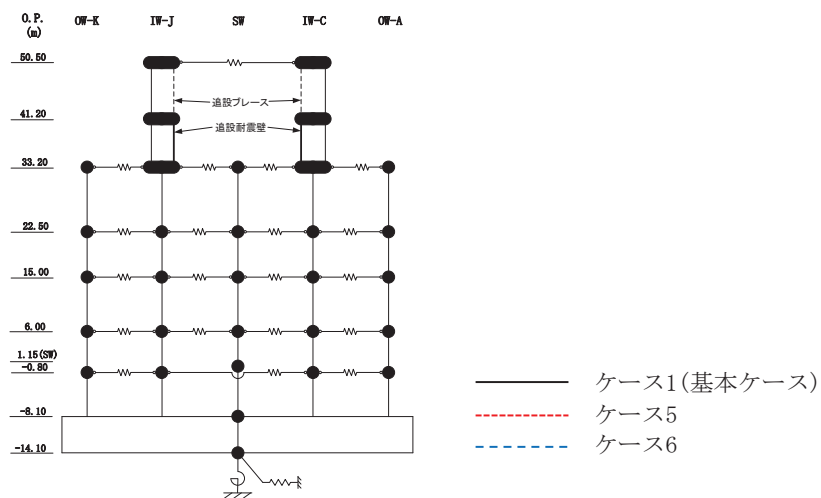 O.P.
(m)
OW-K IW-J SW IW-C OW-A
50.50
追設ブレース
41.20
追設耐震壁
33.20
22.50
15.00
6.00
1.15(SW)
-0.80
-8.10
-14.10
ケース1(基本ケース)
ケース5
ケース6